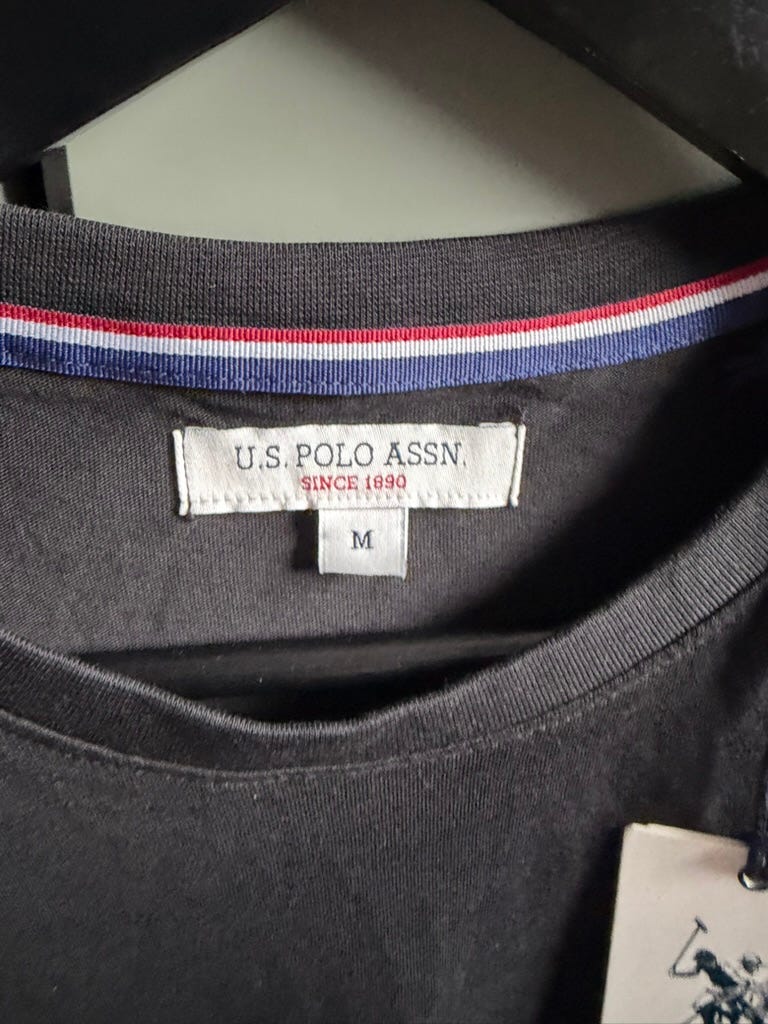 U.S. POLO ASSN.
SINCE 1890
M